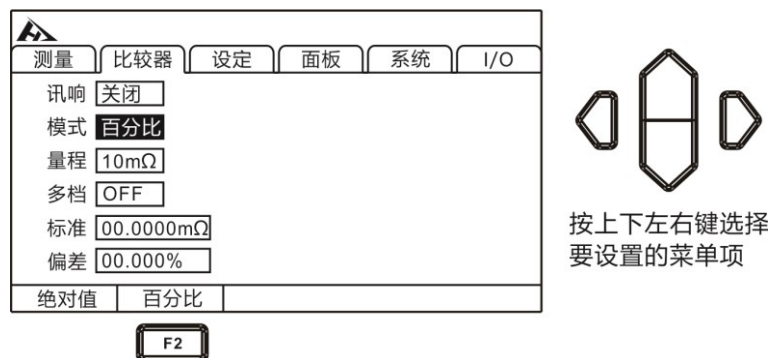 测量 比较器 设定 面板 系统 I/O
讯响 关闭
模式 百分比
量程 10mΩ
多档 OFF
标准 00.0000mΩ
偏差 00.000%
绝对值 百分比
F2
按上下左右键选择
要设置的菜单项